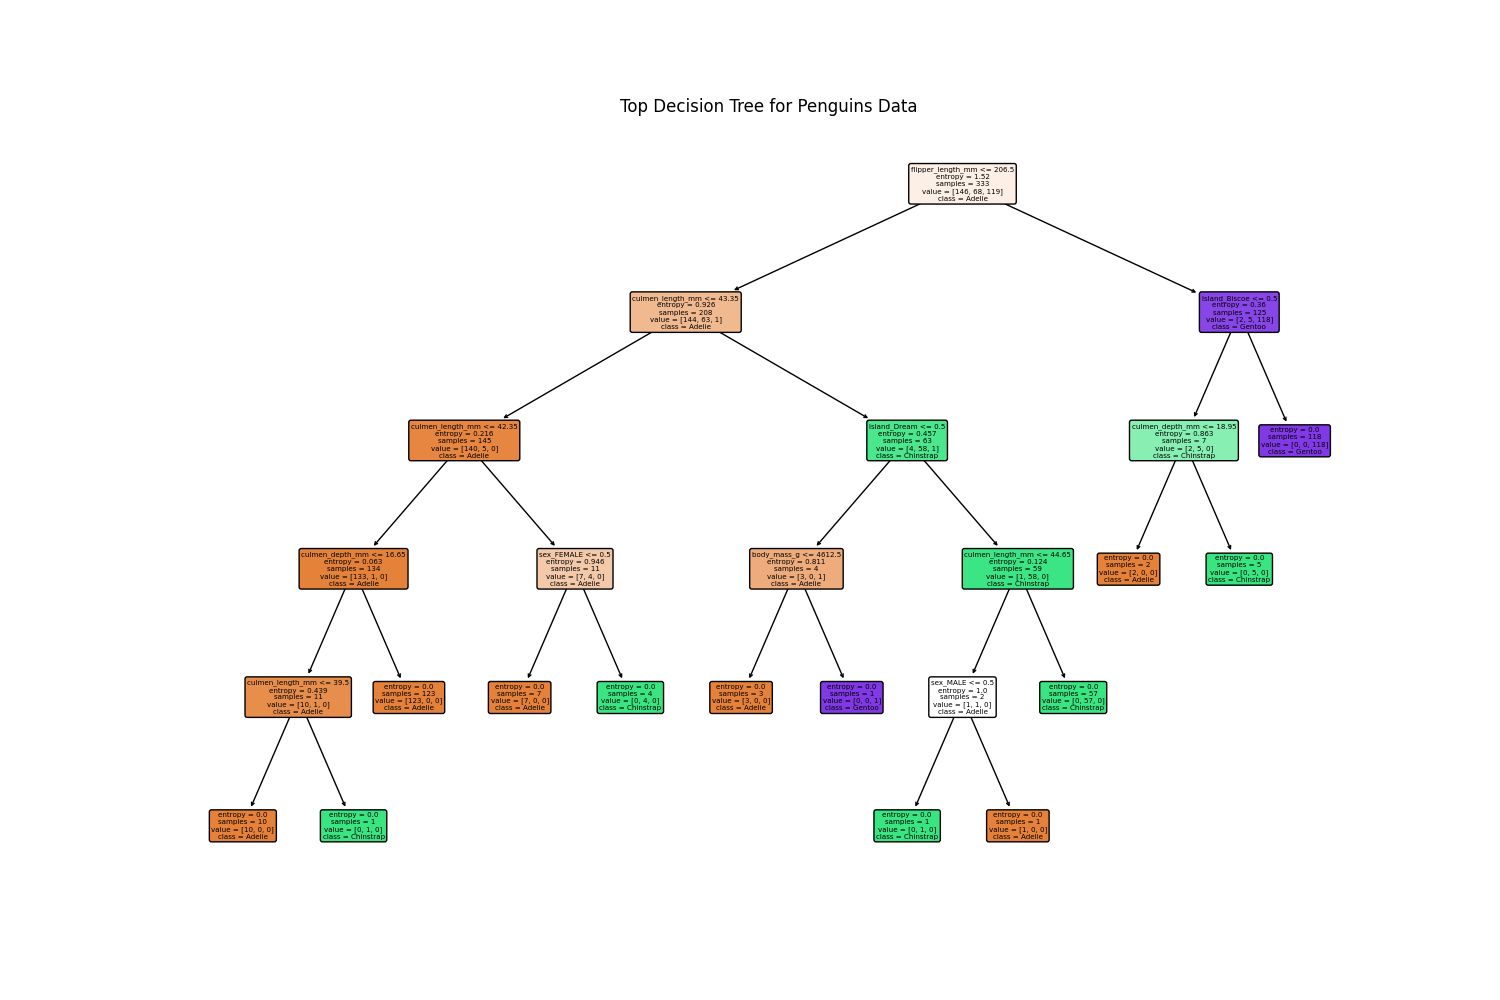 Top Decision Tree for Penguins Data
flipper_length_mm <= 206.5
entropy = 1.52
samples = 333
value = [146, 68, 119]
class = Adelie
culmen_length_mm <= 43.35
entropy = 0.926
samples = 208
value = [144, 63, 1]
class = Adelie
island_Biscoe <= 0.5
entropy = 0.36
samples = 125
value = [2, 5, 118]
class = Gentoo
culmen_length_mm <= 42.35
entropy = 0.216
samples = 145
value = [140, 5, 0]
class = Adelie
island_Dream <= 0.5
entropy = 0.457
samples = 63
value = [4, 58, 1]
class = Chinstrap
culmen_depth_mm <= 18.95
entropy = 0.863
samples = 7
value = [2, 5, 0]
class = Chinstrap
entropy = 0.0
samples = 118
value = [0, 0, 118]
class = Gentoo
culmen_depth_mm <= 16.65
entropy = 0.063
samples = 134
value = [133, 1, 0]
class = Adelie
sex_FEMALE <= 0.5
entropy = 0.946
samples = 11
value = [7, 4, 0]
class = Adelie
body_mass_g <= 4612.5
entropy = 0.811
samples = 4
value = [3, 0, 1]
class = Adelie
culmen_length_mm <= 44.65
entropy = 0.124
samples = 59
value = [1, 58, 0]
class = Chinstrap
entropy = 0.0
samples = 2
value = [2, 0, 0]
class = Adelie
entropy = 0.0
samples = 5
value = [0, 5, 0]
class = Chinstrap
culmen_length_mm <= 39.5
entropy = 0.439
samples = 11
value = [10, 1, 0]
class = Adelie
entropy = 0.0
samples = 123
value = [123, 0, 0]
class = Adelie
entropy = 0.0
samples = 7
value = [7, 0, 0]
class = Adelie
entropy = 0.0
samples = 4
value = [0, 4, 0]
class = Chinstrap
entropy = 0.0
samples = 3
value = [3, 0, 0]
class = Adelie
entropy = 0.0
samples = 1
value = [0, 0, 1]
class = Gentoo
sex_MALE <= 0.5
entropy = 1.0
samples = 2
value = [1, 1, 0]
class = Adelie
entropy = 0.0
samples = 57
value = [0, 57, 0]
class = Chinstrap
entropy = 0.0
samples = 10
value = [10, 0, 0]
class = Adelie
entropy = 0.0
samples = 1
value = [0, 1, 0]
class = Chinstrap
entropy = 0.0
samples = 1
value = [0, 1, 0]
class = Chinstrap
entropy = 0.0
samples = 1
value = [1, 0, 0]
class = Adelie